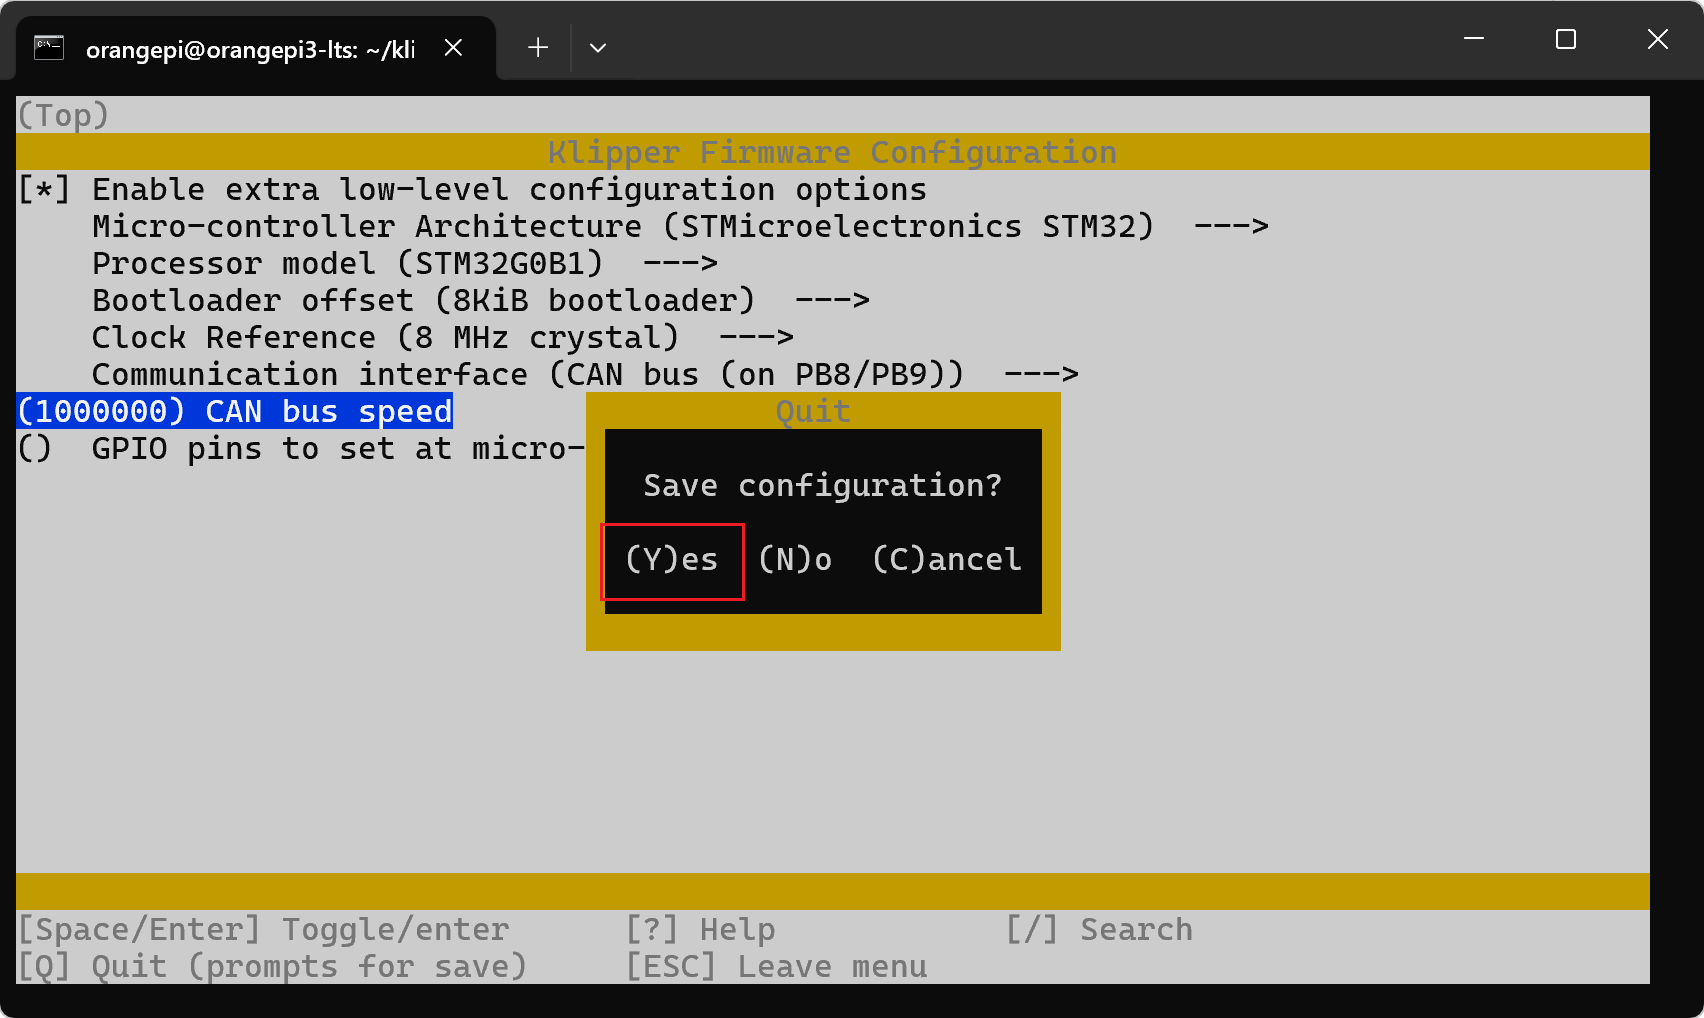 orangepi@orangepi3-lts: ~/kli
(Top)
Klipper Firmware Configuration
[*] Enable extra low-level configuration options
Micro-controller Architecture (STMicroelectronics STM32)  --->
Processor model (STM32G0B1)  --->
Bootloader offset (8KiB bootloader)  --->
Clock Reference (8 MHz crystal)  --->
Communication interface (CAN bus (on PB8/PB9))  --->
(1000000) CAN bus speed
()  GPIO pins to set at micro-
Quit
Save configuration?
(Y)es  (N)o  (C)ancel
[Space/Enter] Toggle/enter      [?] Help            [/] Search
[Q] Quit (prompts for save)     [ESC] Leave menu